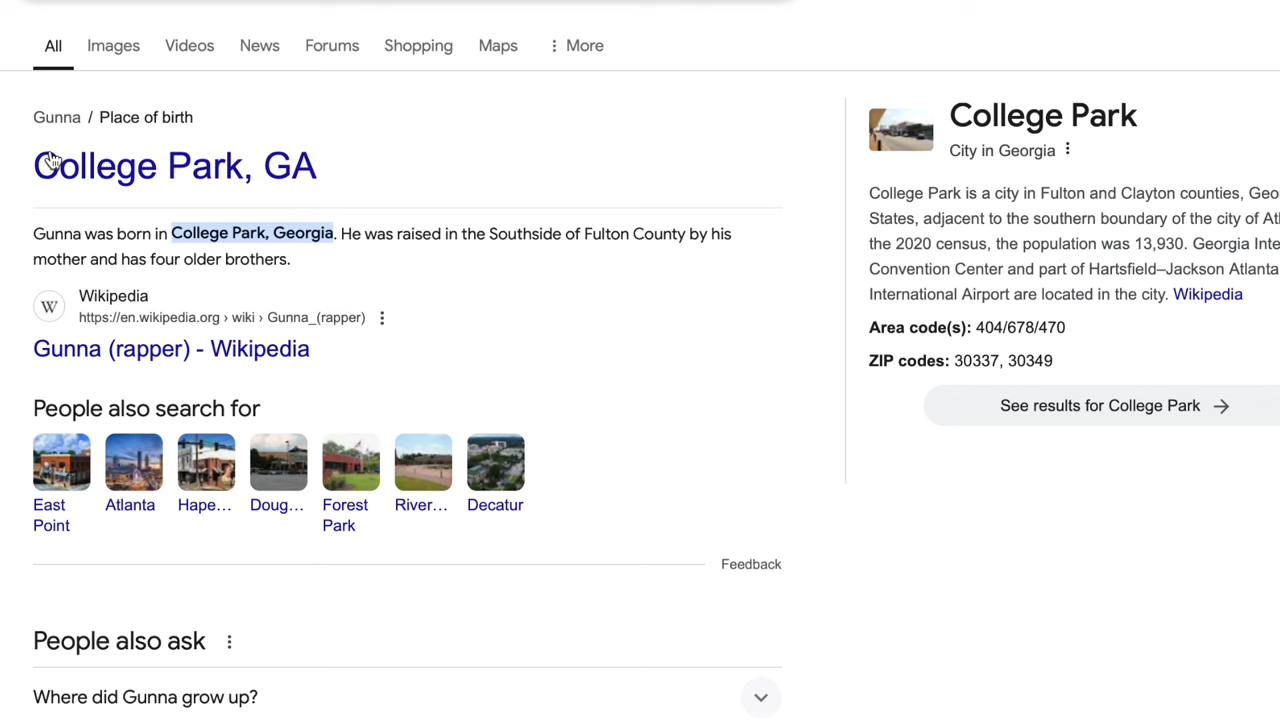 All Images Videos News Forums Shopping Maps More
Gunna / Place of birth
College Park, GA
Gunna was born in College Park, Georgia. He was raised in the Southside of Fulton County by his
mother and has four older brothers.
Wikipedia
https://en.wikipedia.org › wiki › Gunna_(rapper)
Gunna (rapper) - Wikipedia
People also search for
East
Point
Atlanta
Hape...
Doug...
Forest
Park
River...
Decatur
Feedback
People also ask
Where did Gunna grow up?
College Park
City in Georgia
College Park is a city in Fulton and Clayton counties, Geo
States, adjacent to the southern boundary of the city of At
the 2020 census, the population was 13,930. Georgia Inte
Convention Center and part of Hartsfield–Jackson Atlanta
International Airport are located in the city. Wikipedia
Area code(s): 404/678/470
ZIP codes: 30337, 30349
See results for College Park